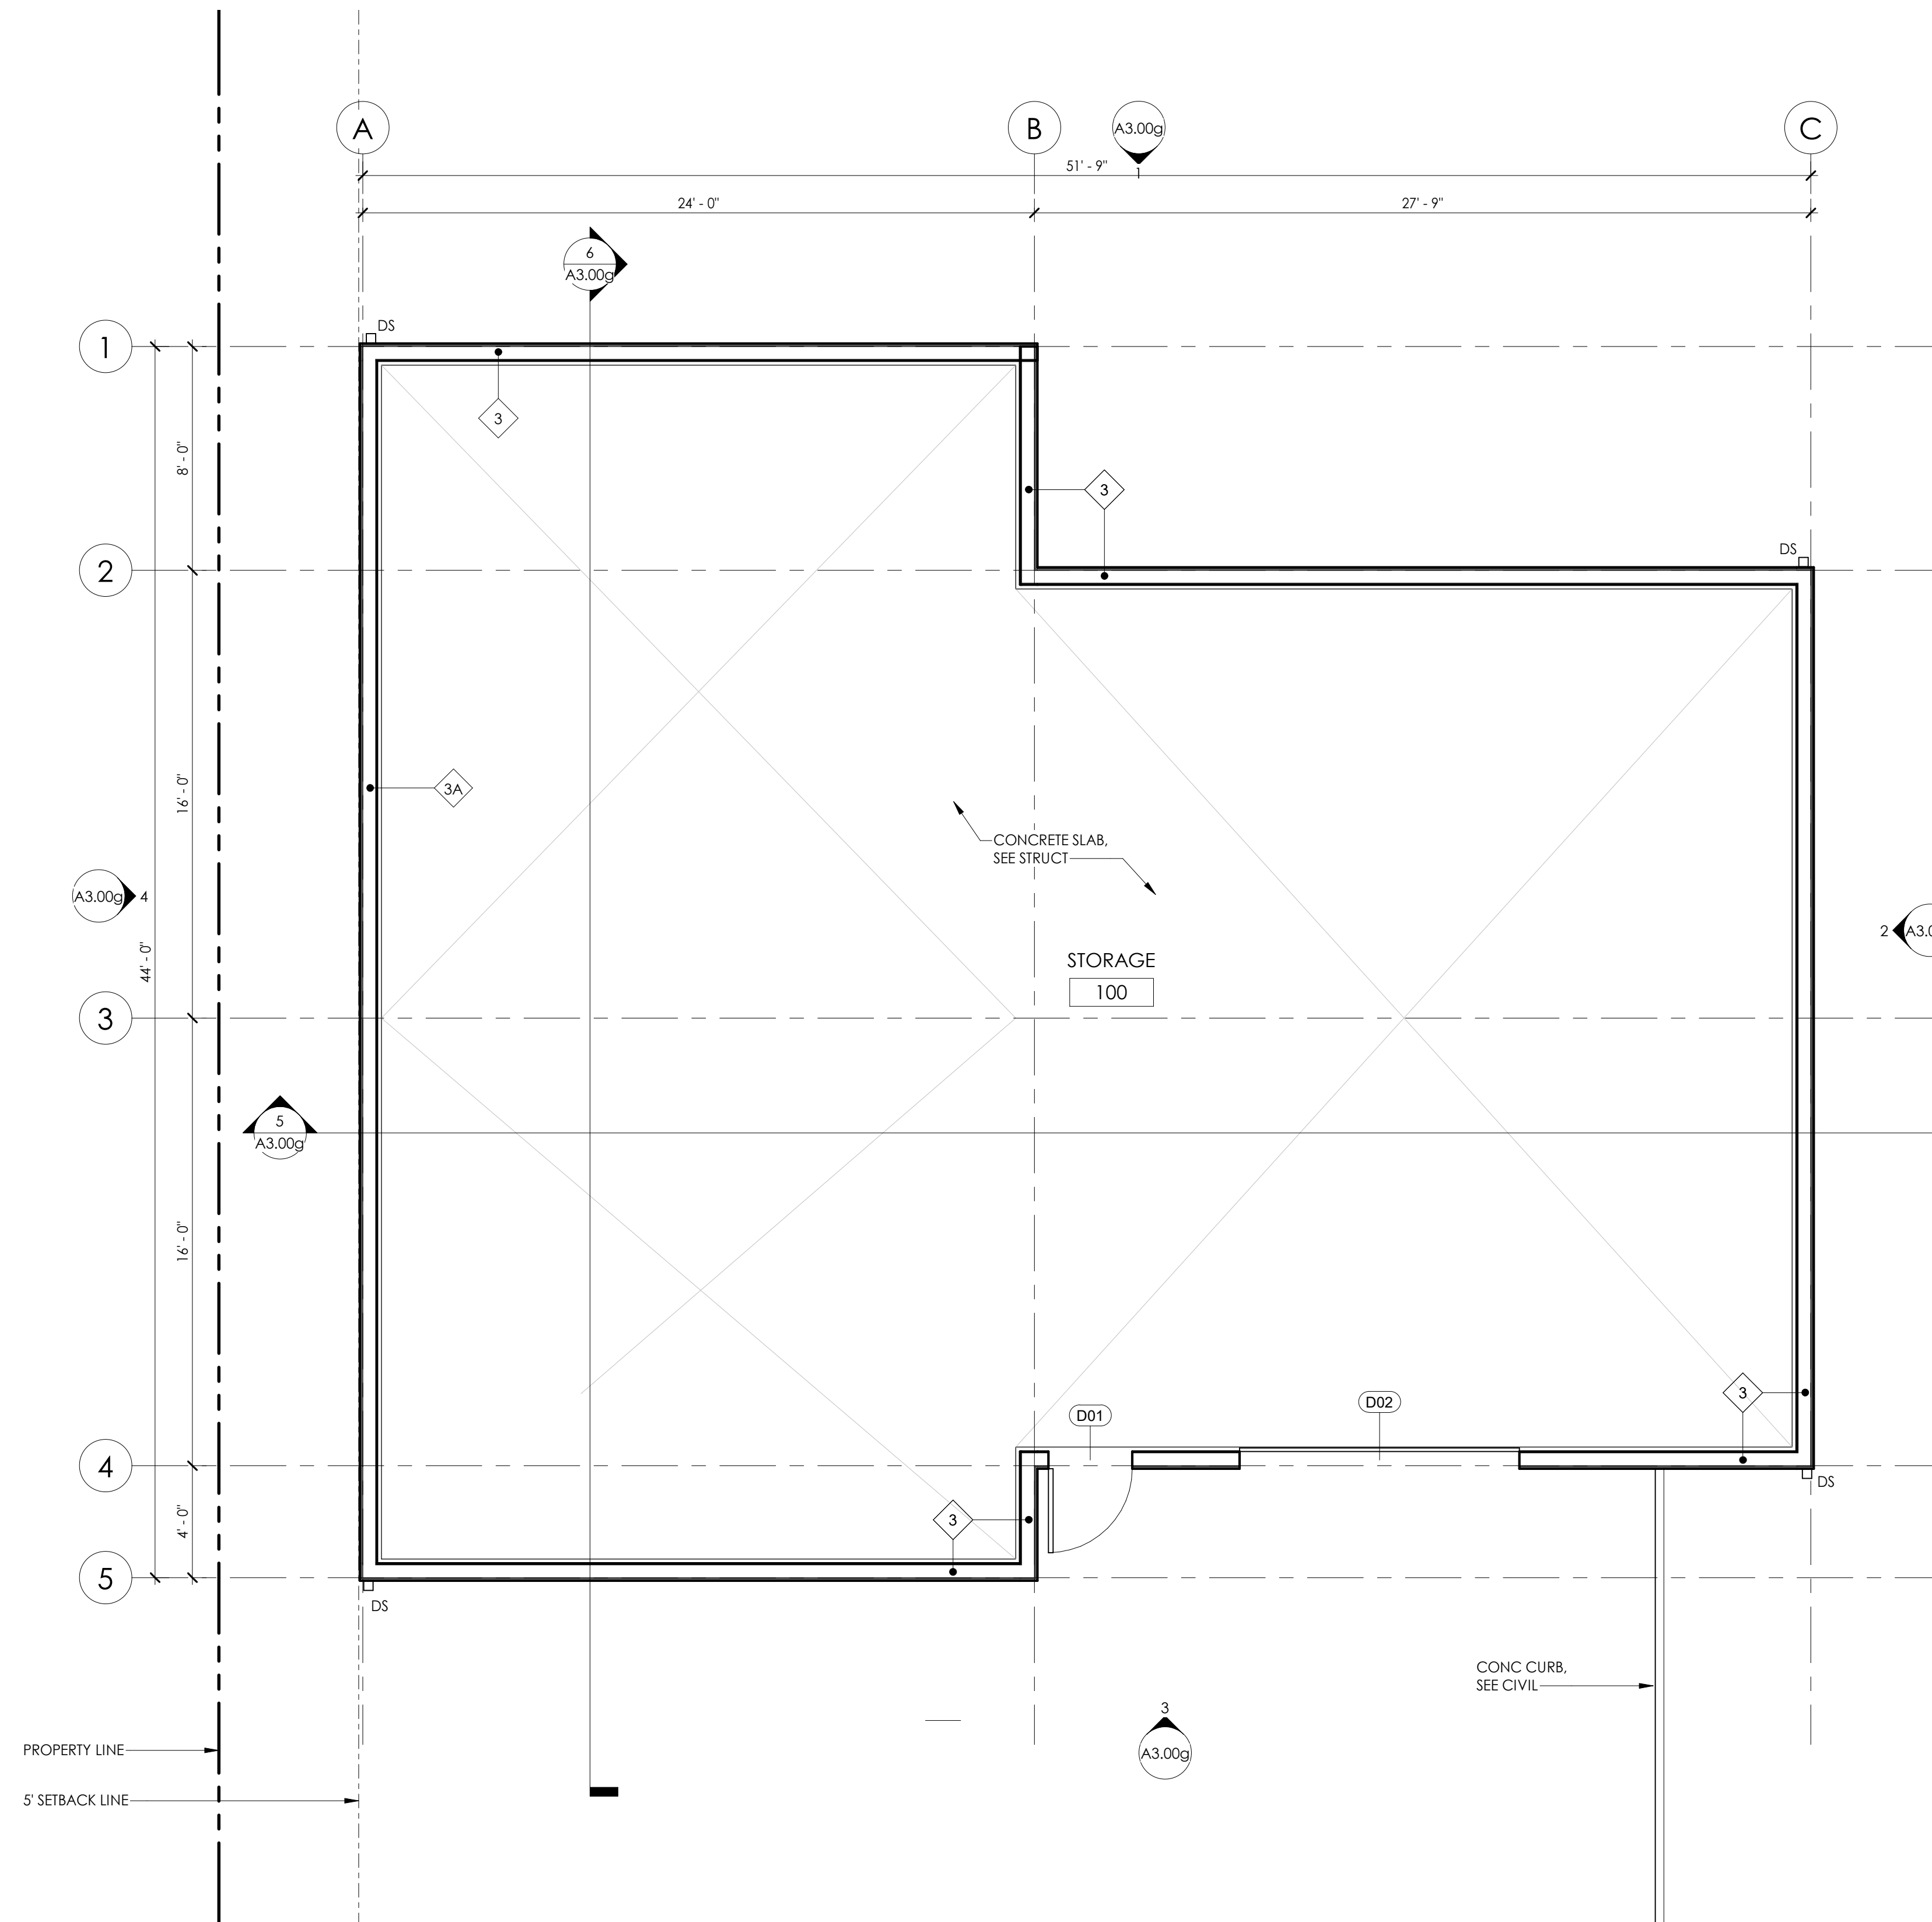 A
B
A3.00g
C
51' - 9"
1
24' - 0"
27' - 9"
6
A3.00g
DS
1
3
8' - 0"
3
DS
2
16' - 0"
3A
CONCRETE SLAB,
SEE STRUCT
A3.00g
4
44' - 0"
2
STORAGE
100
3
5
A3.00g
16' - 0"
3
D02
D01
4
DS
3
4' - 0"
5
DS
CONC CURB,
SEE CIVIL
3
A3.00g
PROPERTY LINE
5' SETBACK LINE